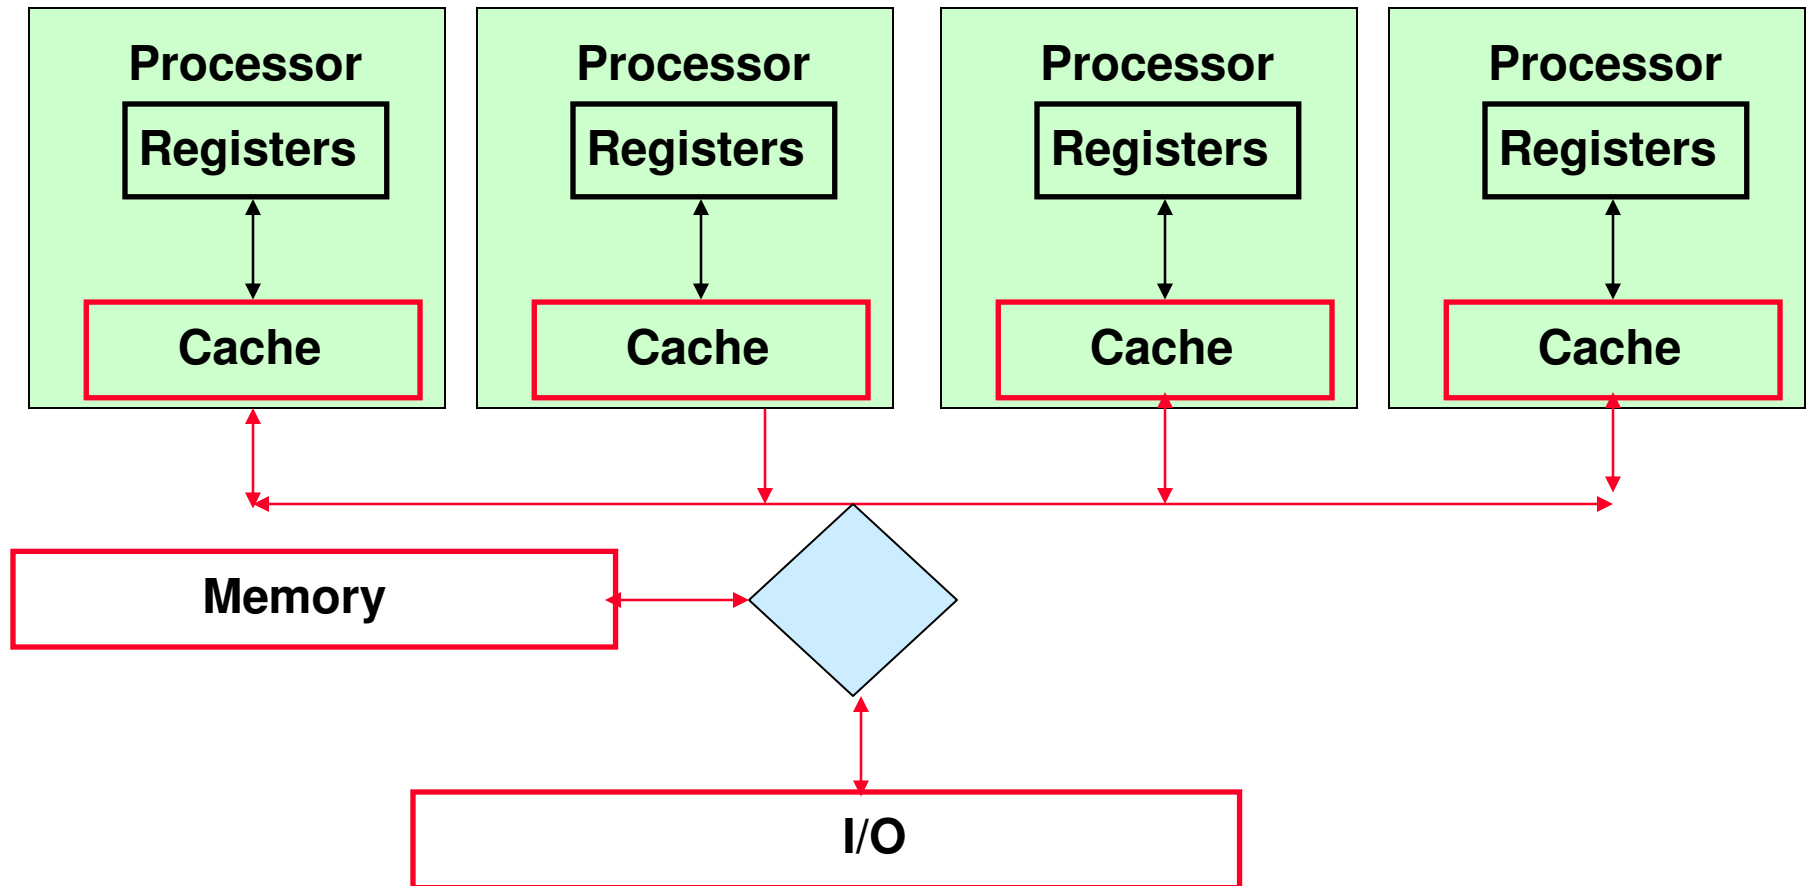 Processor Processor Processor Processor
Registers Registers Registers Registers
Cache Cache Cache Cache
Memory
I/O